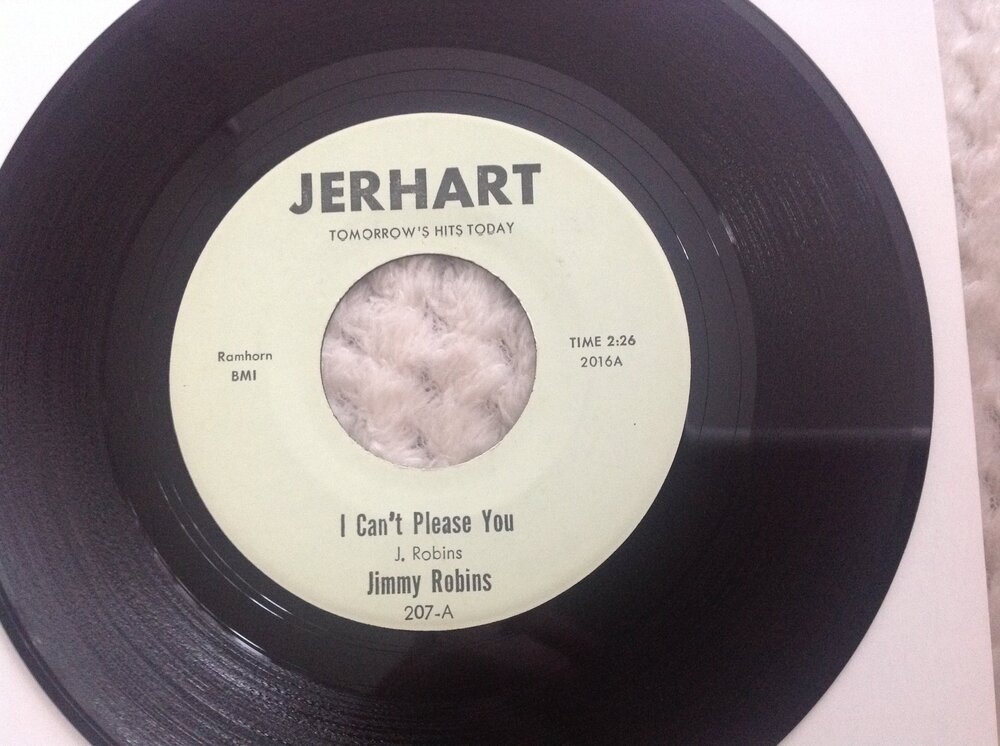 JERHART
TOMORROW'S HITS TODAY
Ramhorn
BMI
TIME 2:26
2016A
I Can't Please You
J. Robins
Jimmy Robins
207-A